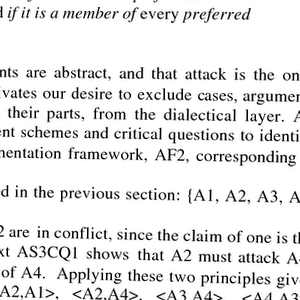 if it is a member of every preferred
nts are abstract, and that attack is the on
vates our desire to exclude cases, argumen
their parts, from the dialectical layer. A
ent schemes and critical questions to identi
mentation framework, AF2, corresponding
d in the previous section: {A1, A2, A3, A
2 are in conflict, since the claim of one is th
xt AS3CQ1 shows that A2 must attack A
of A4. Applying these two principles giv
A2,A1>, <A2,A4>, <A3,A4>, <A4,A